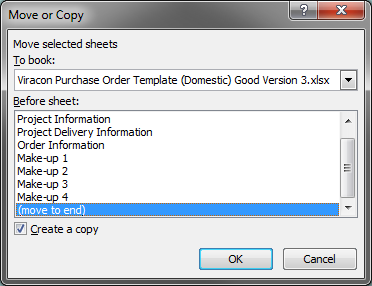 Move or Copy
Move selected sheets
To book:
Viracon Purchase Order Template (Domestic) Good Version 3.xlsx
Before sheet:
Project Information
Project Delivery Information
Order Information
Make-up 1
Make-up 2
Make-up 3
Make-up 4
(move to end)
Create a copy
OK Cancel